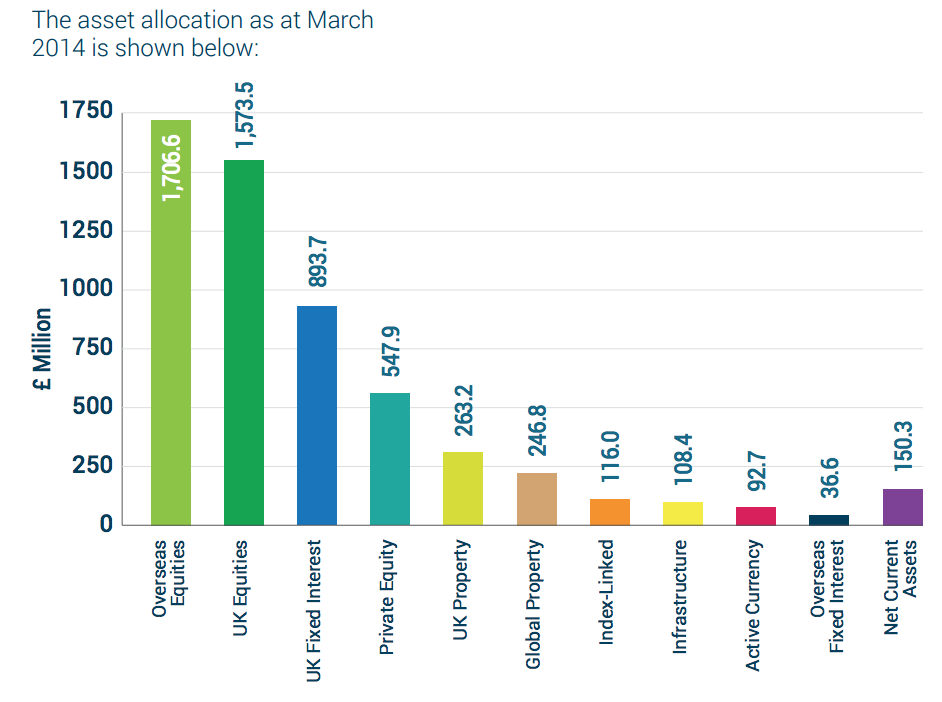 The asset allocation as at March
2014 is shown below:
£ Million
1750
1500
1250
1000
750
500
250
0
1,706.6
1,573.5
893.7
547.9
263.2
246.8
116.0
108.4
92.7
36.6
150.3
Overseas
Equities
UK Equities
UK Fixed Interest
Private Equity
UK Property
Global Property
Index-Linked
Infrastructure
Active Currency
Overseas
Fixed Interest
Net Current
Assets